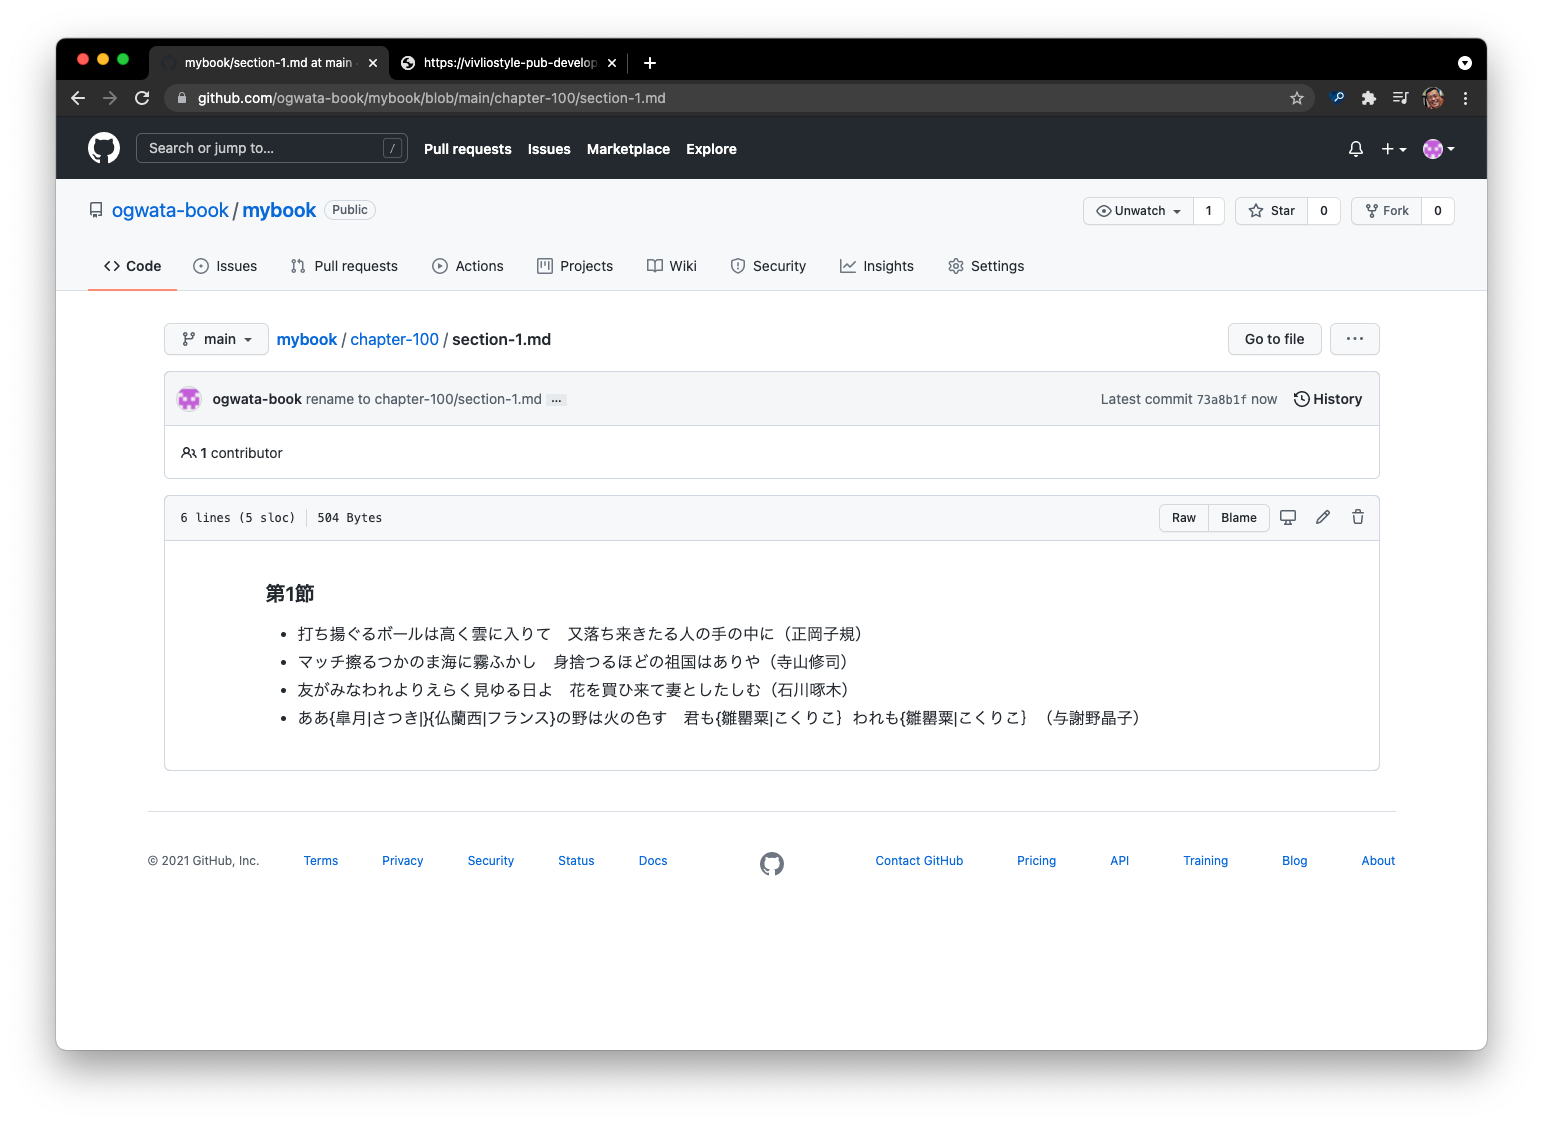 mybook/section-1.md at main
https://vivliostyle-pub-develop
github.com/ogwata-book/mybook/blob/main/chapter-100/section-1.md
Search or jump to... /
Pull requests Issues Marketplace Explore
ogwata-book / mybook Public
Unwatch 1 Star 0 Fork 0
Code Issues Pull requests Actions Projects Wiki Security Insights Settings
main mybook / chapter-100 / section-1.md Go to file ...
ogwata-book rename to chapter-100/section-1.md ... Latest commit 73a8b1f now History
1 contributor
6 lines (5 sloc) 504 Bytes Raw Blame
第1節
• 打ち揚ぐるボールは高く雲に入りて　又落ち来きたる人の手の中に（正岡子規）
• マッチ擦るつかのま海に霧ふかし　身捨つるほどの祖国はありや（寺山修司）
• 友がみなわれよりえらく見ゆる日よ　花を買ひ来て妻としたしむ（石川啄木）
• ああ{皐月|さつき|}{仏蘭西|フランス}の野は火の色す　君も{雛罌粟|こくりこ｝われも{雛罌粟|こくりこ｝（与謝野晶子）
© 2021 GitHub, Inc. Terms Privacy Security Status Docs Contact GitHub Pricing API Training Blog About